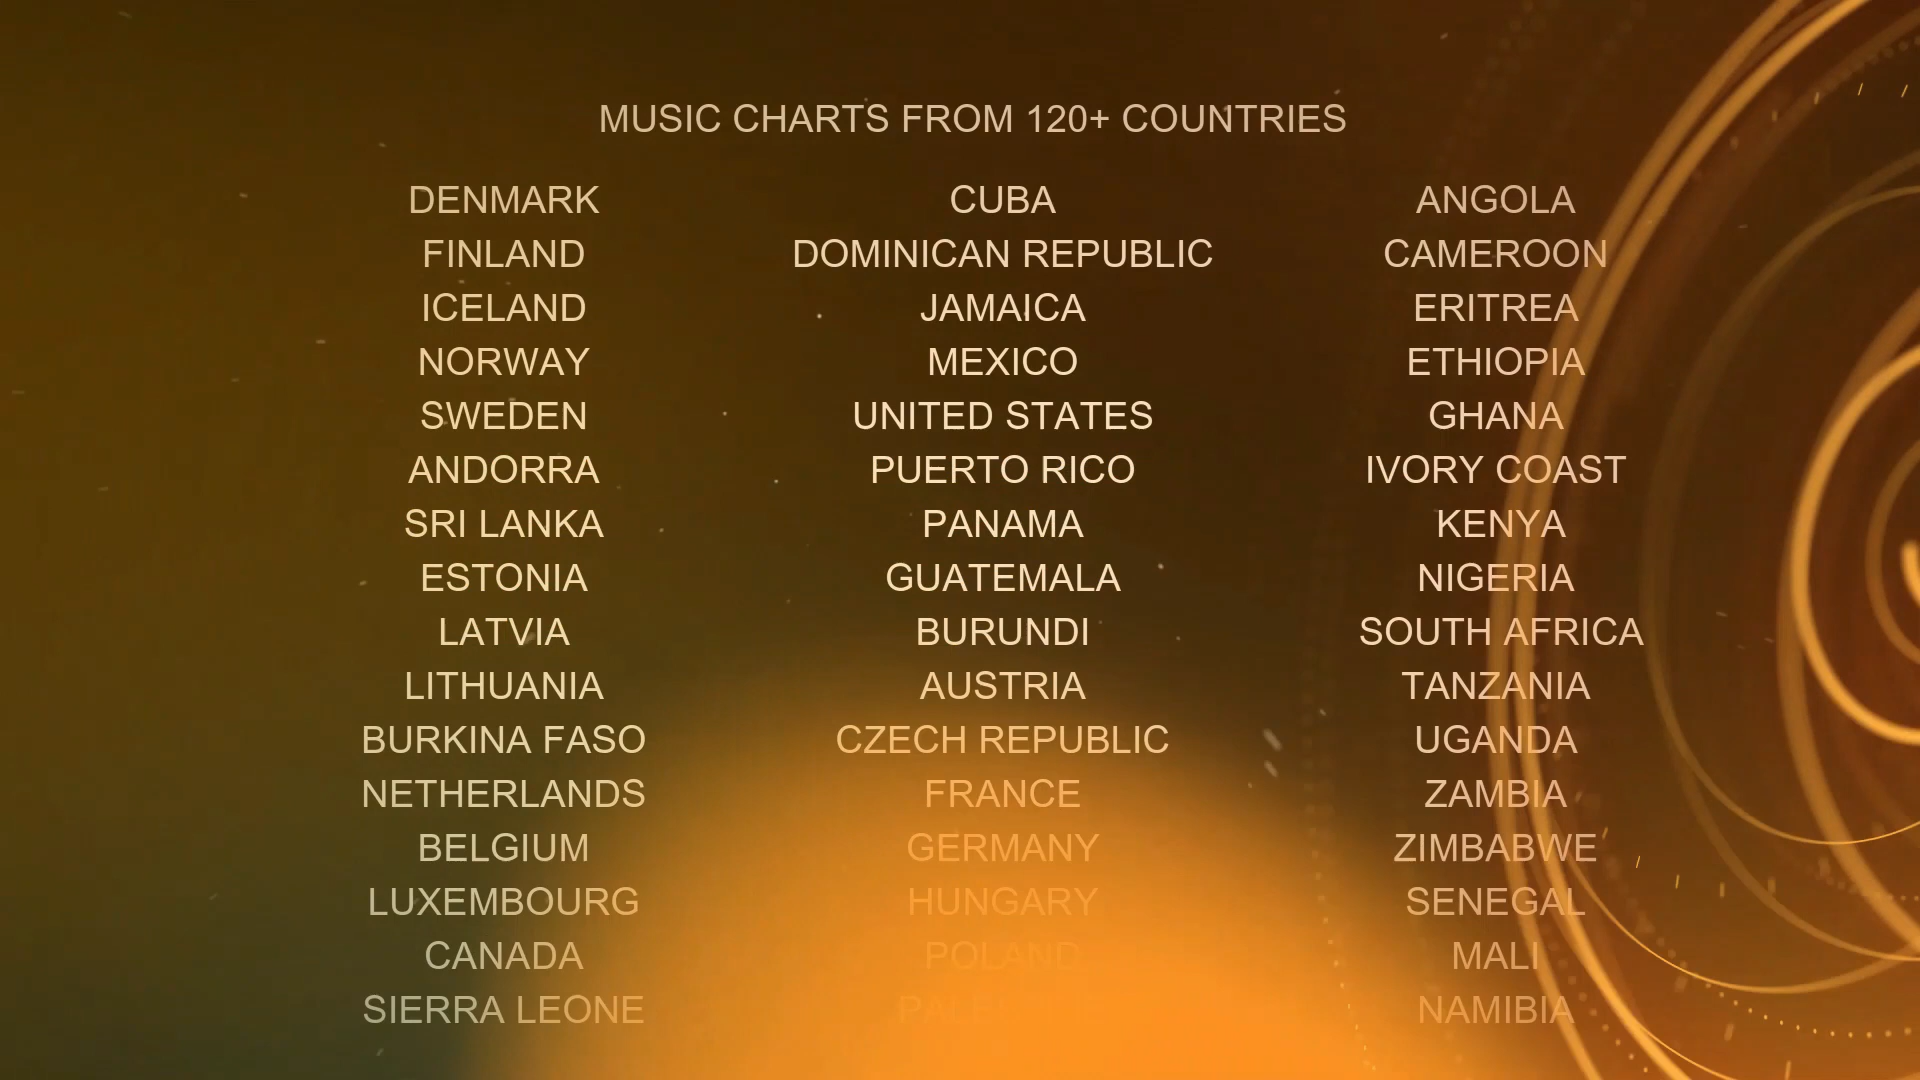 MUSIC CHARTS FROM 120+ COUNTRIES
DENMARK CUBA ANGOLA
FINLAND DOMINICAN REPUBLIC CAMEROON
ICELAND JAMAICA ERITREA
NORWAY MEXICO ETHIOPIA
SWEDEN UNITED STATES GHANA
ANDORRA PUERTO RICO IVORY COAST
SRI LANKA PANAMA KENYA
ESTONIA GUATEMALA NIGERIA
LATVIA BURUNDI SOUTH AFRICA
LITHUANIA AUSTRIA TANZANIA
BURKINA FASO CZECH REPUBLIC UGANDA
NETHERLANDS FRANCE ZAMBIA
BELGIUM GERMANY ZIMBABWE
LUXEMBOURG HUNGARY SENEGAL
CANADA POLAND MALI
SIERRA LEONE NAMIBIA